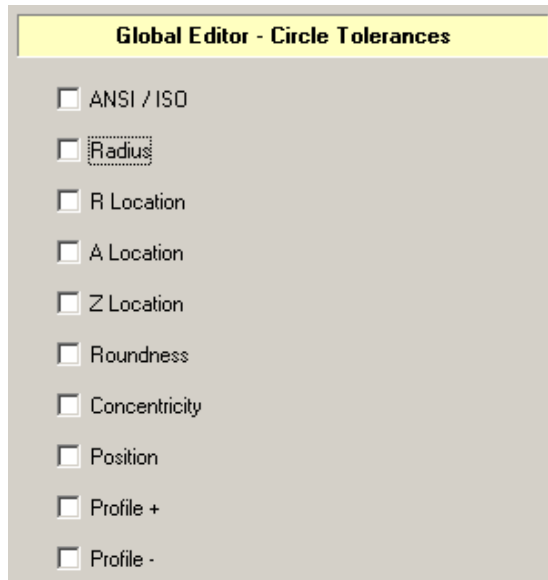 Global Editor - Circle Tolerances
ANSI / ISO
Radius
R Location
A Location
Z Location
Roundness
Concentricity
Position
Profile +
Profile -